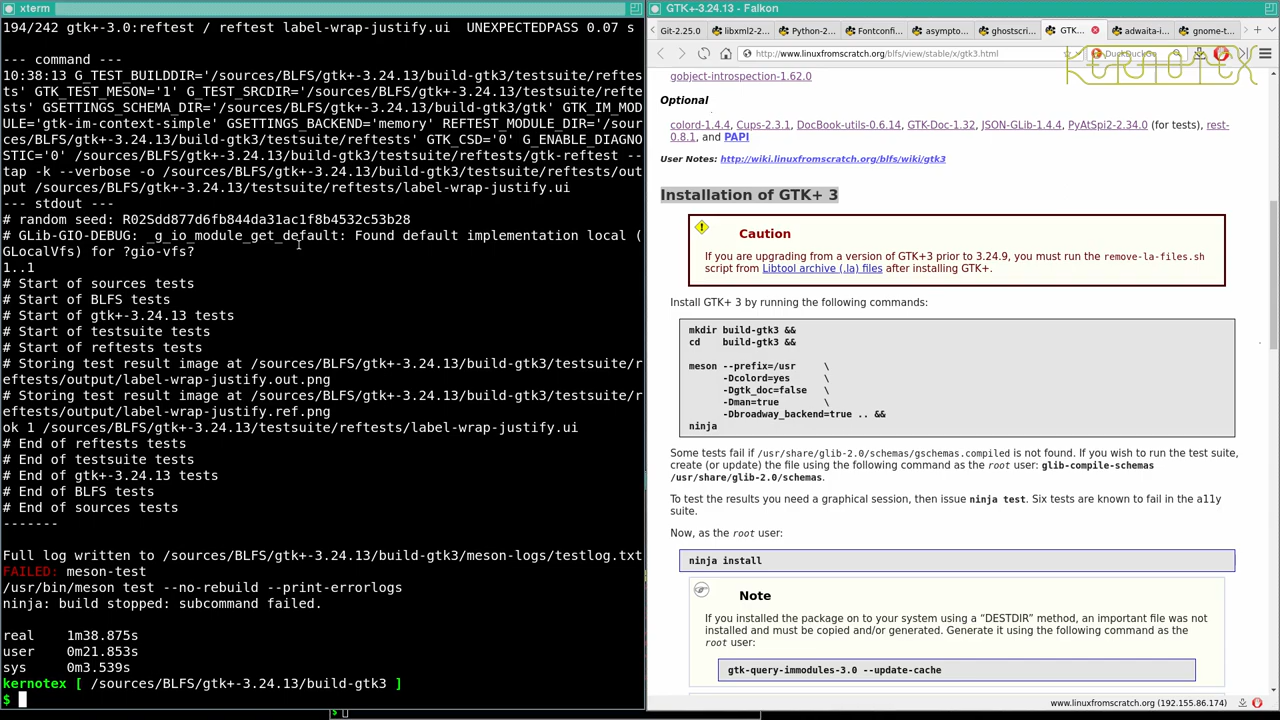 xterm
194/242 gtk+-3.0:reftest / reftest label-wrap-justify.ui  UNEXPECTEDPASS 0.07 s
--- command ---
10:38:13 G_TEST_BUILDDIR='/sources/BLFS/gtk+-3.24.13/build-gtk3/testsuite/reftes
ts' GTK_TEST_MESON='1' G_TEST_SRCDIR='/sources/BLFS/gtk+-3.24.13/testsuite/refte
sts' GSETTINGS_SCHEMA_DIR='/sources/BLFS/gtk+-3.24.13/build-gtk3/gtk' GTK_IM_MOD
ULE='gtk-im-context-simple' GSETTINGS_BACKEND='memory' REFTEST_MODULE_DIR='/sour
ces/BLFS/gtk+-3.24.13/build-gtk3/testsuite/reftests' GTK_CSD='0' G_ENABLE_DIAGNO
STIC='0' /sources/BLFS/gtk+-3.24.13/build-gtk3/testsuite/reftests/gtk-reftest --
tap -k --verbose -o /sources/BLFS/gtk+-3.24.13/build-gtk3/testsuite/reftests/out
put /sources/BLFS/gtk+-3.24.13/testsuite/reftests/label-wrap-justify.ui
--- stdout ---
# random seed: R02Sdd877d6fb844da31ac1f8b4532c53b28
# GLib-GIO-DEBUG: _g_io_module_get_default: Found default implementation local (
GLocalVfs) for ?gio-vfs?
1..1
# Start of sources tests
# Start of BLFS tests
# Start of gtk+-3.24.13 tests
# Start of testsuite tests
# Start of reftests tests
# Storing test result image at /sources/BLFS/gtk+-3.24.13/build-gtk3/testsuite/r
eftests/output/label-wrap-justify.out.png
# Storing test result image at /sources/BLFS/gtk+-3.24.13/build-gtk3/testsuite/r
eftests/output/label-wrap-justify.ref.png
ok 1 /sources/BLFS/gtk+-3.24.13/testsuite/reftests/label-wrap-justify.ui
# End of reftests tests
# End of testsuite tests
# End of gtk+-3.24.13 tests
# End of BLFS tests
# End of sources tests
-------
Full log written to /sources/BLFS/gtk+-3.24.13/build-gtk3/meson-logs/testlog.txt
FAILED: meson-test
/usr/bin/meson test --no-rebuild --print-errorlogs
ninja: build stopped: subcommand failed.
real    1m38.875s
user    0m21.853s
sys     0m3.539s
kernotex [ /sources/BLFS/gtk+-3.24.13/build-gtk3 ]
$
$
GTK+-3.24.13 - Falkon
Git-2.25.0
libxml2-2...
Python-2...
Fontconfi...
asympto...
ghostscri...
GTK...
adwaita-i...
gnome-t...
http://www.linuxfromscratch.org/blfs/view/stable/x/gtk3.html
DuckDuckGo
KERNOTEX
gobject-introspection-1.62.0
Optional
colord-1.4.4, Cups-2.3.1, DocBook-utils-0.6.14, GTK-Doc-1.32, JSON-GLib-1.4.4, PyAtSpi2-2.34.0 (for tests), rest-
0.8.1, and PAPI
User Notes: http://wiki.linuxfromscratch.org/blfs/wiki/gtk3
Installation of GTK+ 3
Caution
If you are upgrading from a version of GTK+3 prior to 3.24.9, you must run the remove-la-files.sh
script from Libtool archive (.la) files after installing GTK+.
Install GTK+ 3 by running the following commands:
mkdir build-gtk3 &&
cd    build-gtk3 &&
meson --prefix=/usr     \
-Dcolord=yes      \
-Dgtk_doc=false   \
-Dman=true        \
-Dbroadway_backend=true .. &&
ninja
Some tests fail if /usr/share/glib-2.0/schemas/gschemas.compiled is not found. If you wish to run the test suite,
create (or update) the file using the following command as the root user: glib-compile-schemas
/usr/share/glib-2.0/schemas.
To test the results you need a graphical session, then issue ninja test. Six tests are known to fail in the a11y
suite.
Now, as the root user:
ninja install
Note
If you installed the package on to your system using a “DESTDIR” method, an important file was not
installed and must be copied and/or generated. Generate it using the following command as the
root user:
gtk-query-immodules-3.0 --update-cache
www.linuxfromscratch.org (192.155.86.174)